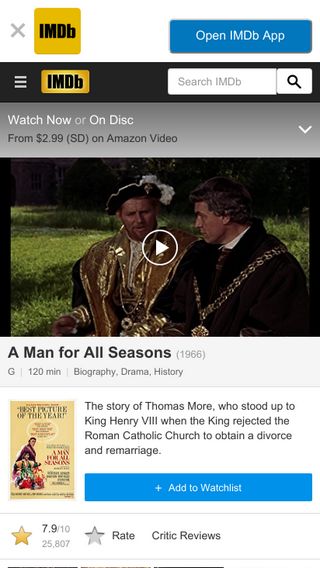 IMDb
Open IMDb App
IMDb
Search IMDb
Watch Now or On Disc
From $2.99 (SD) on Amazon Video
A Man for All Seasons (1966)
G | 120 min | Biography, Drama, History
BEST PICTURE
OF THE YEAR!
A MAN
FOR ALL
SEASONS
The story of Thomas More, who stood up to
King Henry VIII when the King rejected the
Roman Catholic Church to obtain a divorce
and remarriage.
+ Add to Watchlist
7.9/10
25,807
Rate
Critic Reviews